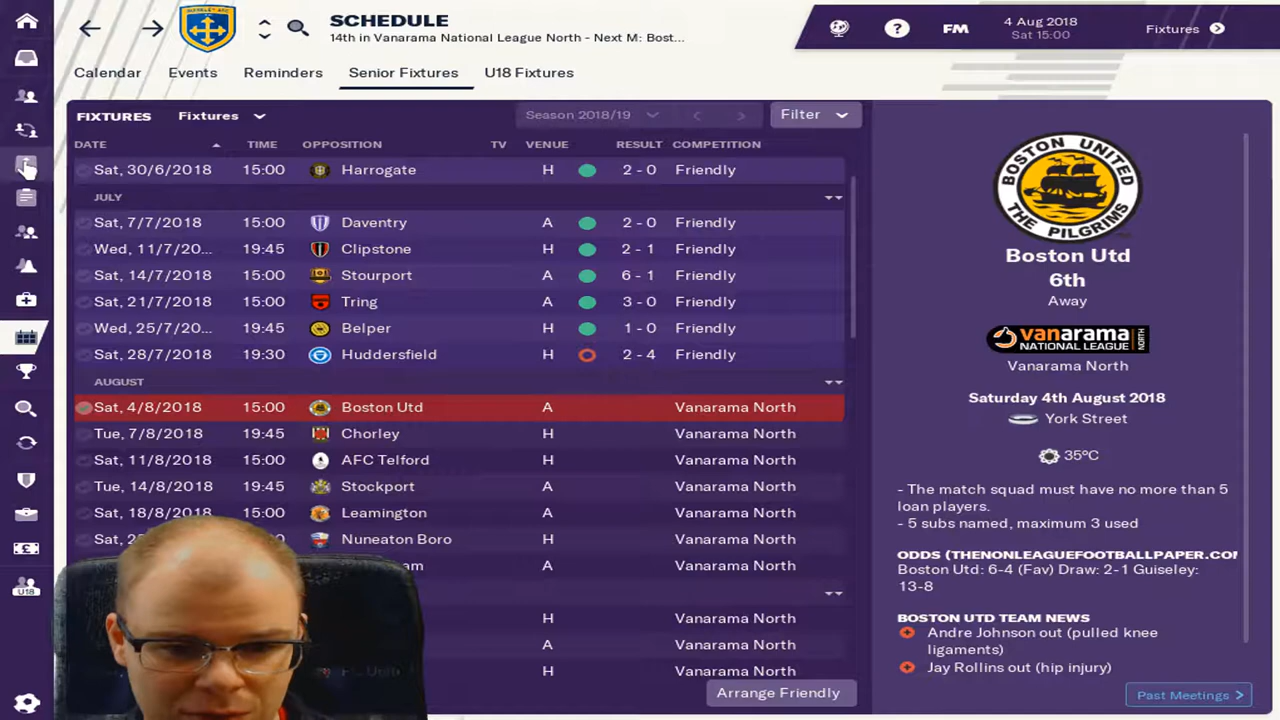 SCHEDULE
14th in Vanarama National League North - Next M: Bost...
4 Aug 2018
Sat 15:00
FM
?
Fixtures
Calendar
Events
Reminders
Senior Fixtures
U18 Fixtures
FIXTURES
Fixtures
Season 2018/19
Filter
DATE TIME OPPOSITION TV VENUE RESULT COMPETITION
Sat, 30/6/2018 15:00 Harrogate H 2 - 0 Friendly
JULY
Sat, 7/7/2018 15:00 Daventry A 2 - 0 Friendly
Wed, 11/7/20... 19:45 Clipstone H 2 - 1 Friendly
Sat, 14/7/2018 15:00 Stourport A 6 - 1 Friendly
Sat, 21/7/2018 15:00 Tring A 3 - 0 Friendly
Wed, 25/7/20... 19:45 Belper H 1 - 0 Friendly
Sat, 28/7/2018 19:30 Huddersfield H 2 - 4 Friendly
AUGUST
Sat, 4/8/2018 15:00 Boston Utd A Vanarama North
Tue, 7/8/2018 19:45 Chorley H Vanarama North
Sat, 11/8/2018 15:00 AFC Telford H Vanarama North
Tue, 14/8/2018 19:45 Stockport A Vanarama North
Sat, 18/8/2018 15:00 Leamington A Vanarama North
Nuneaton Boro H Vanarama North
A Vanarama North
H Vanarama North
A Vanarama North
H Vanarama North
Arrange Friendly
U18
BOSTON UNITED
THE PILGRIMS
Boston Utd
6th
Away
vanarama
NATIONAL LEAGUE NORTH
Vanarama North
Saturday 4th August 2018
York Street
35°C
- The match squad must have no more than 5
loan players.
- 5 subs named, maximum 3 used
ODDS (THENONLEAGUEFOOTBALLPAPER.CO
Boston Utd: 6-4 (Fav) Draw: 2-1 Guiseley:
13-8
BOSTON UTD TEAM NEWS
Andre Johnson out (pulled knee
ligaments)
Jay Rollins out (hip injury)
Past Meetings